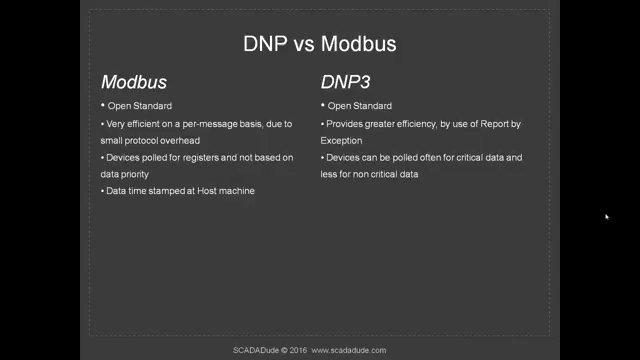 DNP vs Modbus
Modbus
• Open Standard
• Very efficient on a per-message basis, due to
small protocol overhead
• Devices polled for registers and not based on
data priority
• Data time stamped at Host machine
DNP3
• Open Standard
• Provides greater efficiency, by use of Report by
Exception
• Devices can be polled often for critical data and
less for non critical data
SCADADude © 2016 www.scadadude.com